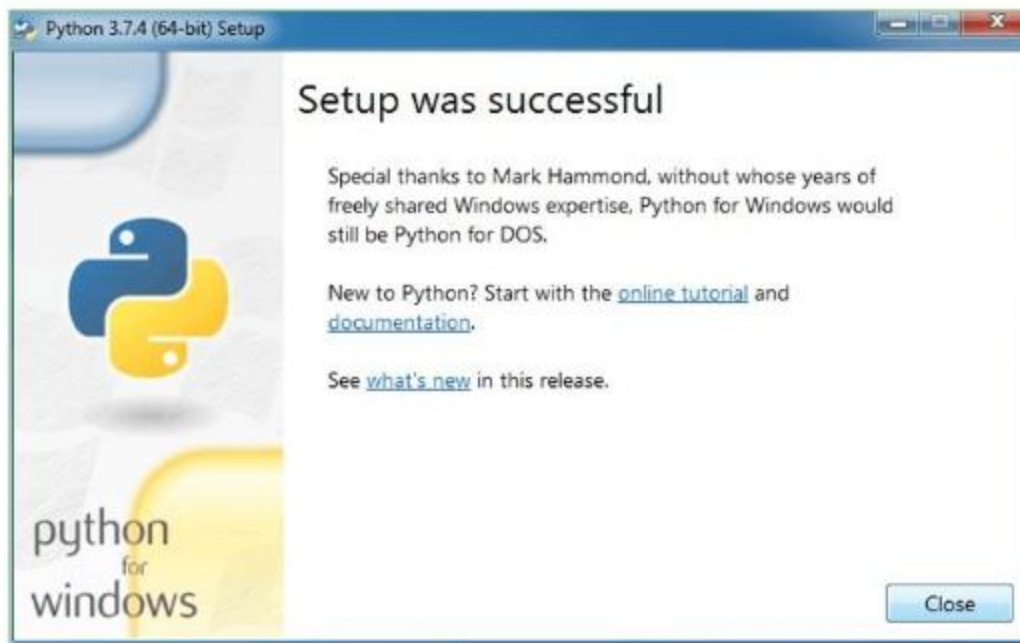 Python 3.7.4 (64-bit) Setup
Setup was successful
Special thanks to Mark Hammond, without whose years of
freely shared Windows expertise, Python for Windows would
still be Python for DOS.
New to Python? Start with the online tutorial and
documentation.
See what's new in this release.
python
for
windows
Close